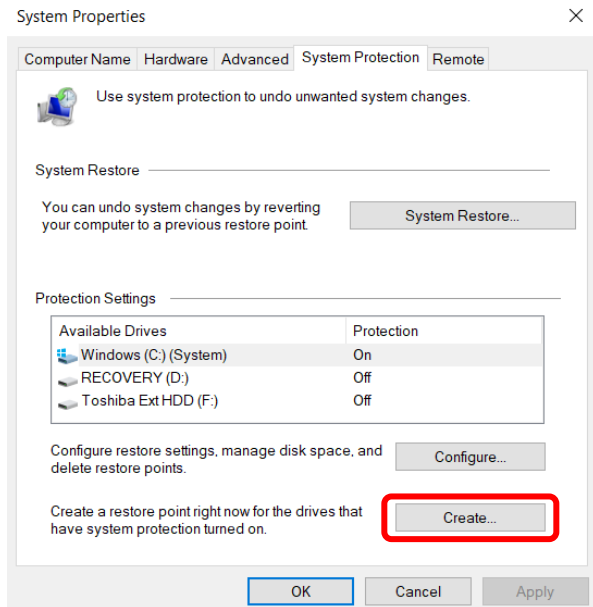 System Properties
Computer Name Hardware Advanced System Protection Remote
Use system protection to undo unwanted system changes.
System Restore
You can undo system changes by reverting
your computer to a previous restore point.
System Restore...
Protection Settings
Available Drives Protection
Windows (C:) (System) On
RECOVERY (D:) Off
Toshiba Ext HDD (F:) Off
Configure restore settings, manage disk space, and
delete restore points.
Configure...
Create a restore point right now for the drives that
have system protection turned on.
Create...
OK Cancel Apply